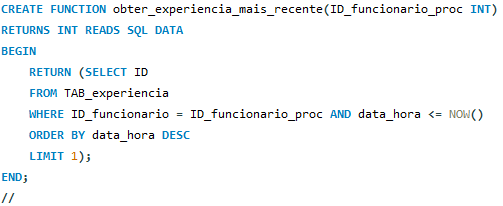 CREATE FUNCTION obter_experiencia_mais_recente(ID_funcionario_proc INT)
RETURNS INT READS SQL DATA
BEGIN
    RETURN (SELECT ID
    FROM TAB_experiencia
    WHERE ID_funcionario = ID_funcionario_proc AND data_hora <= NOW()
    ORDER BY data_hora DESC
    LIMIT 1);
END;
//